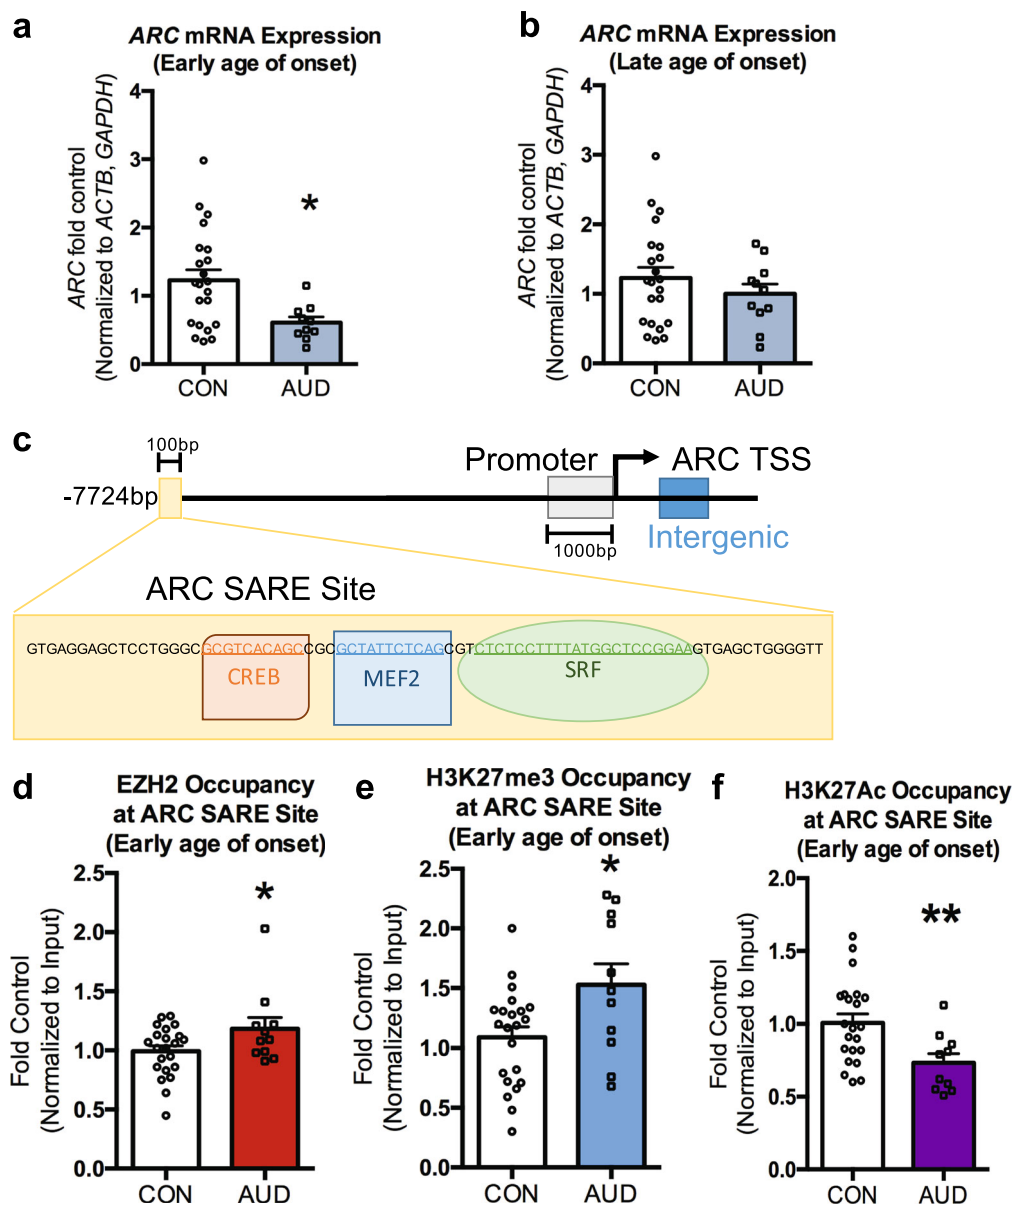 a
ARC mRNA Expression
(Early age of onset)
ARC fold control
(Normalized to ACTB, GAPDH)
4
3
2
1
0
*
CON
AUD
b
ARC mRNA Expression
(Late age of onset)
ARC fold control
(Normalized to ACTB, GAPDH)
4
3
2
1
0
CON
AUD
c
100bp
-7724bp
Promoter
ARC TSS
1000bp
Intergenic
ARC SARE Site
GTGAGGAGCTCCTGGGCGCGTCACAGCCGCGCTATTCTCAGCGTCTCTCCTTTTATGGCTCCGGAAGTGAGCTGGGGTT
CREB
MEF2
SRF
d
EZH2 Occupancy
at ARC SARE Site
(Early age of onset)
Fold Control
(Normalized to Input)
2.5
2.0
1.5
1.0
0.5
0.0
*
CON
AUD
e
H3K27me3 Occupancy
at ARC SARE Site
(Early age of onset)
Fold Control
(Normalized to Input)
2.5
2.0
1.5
1.0
0.5
0.0
*
CON
AUD
f
H3K27Ac Occupancy
at ARC SARE Site
(Early age of onset)
Fold Control
(Normalized to Input)
2.0
1.5
1.0
0.5
0.0
**
CON
AUD